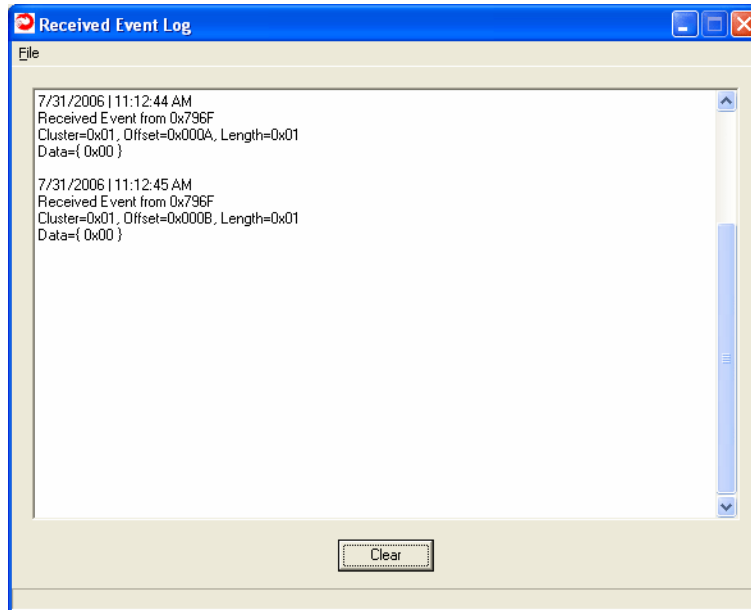 Received Event Log
File
7/31/2006 | 11:12:44 AM
Received Event from 0x796F
Cluster=0x01, Offset=0x000A, Length=0x01
Data={ 0x00 }
7/31/2006 | 11:12:45 AM
Received Event from 0x796F
Cluster=0x01, Offset=0x000B, Length=0x01
Data={ 0x00 }
Clear